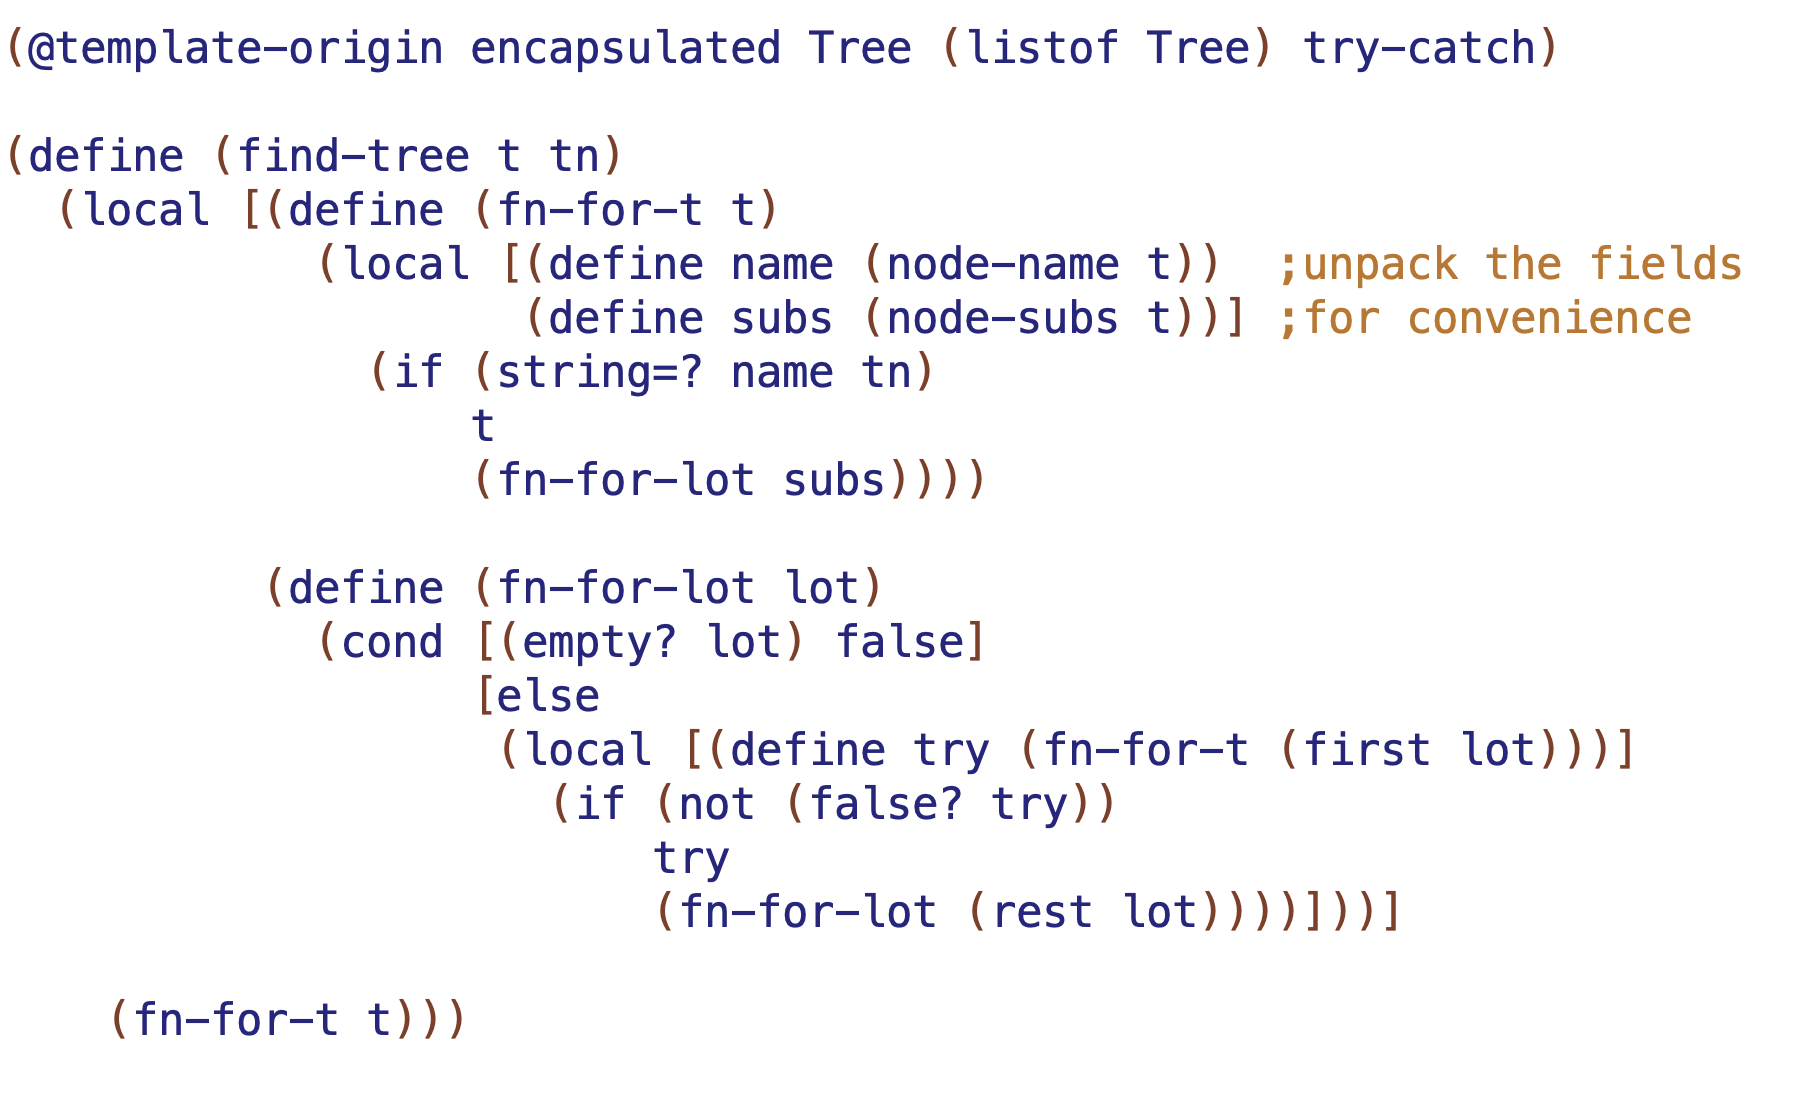 (@template-origin encapsulated Tree (listof Tree) try-catch)
(define (find-tree t tn)
  (local [(define (fn-for-t t)
            (local [(define name (node-name t))  ;unpack the fields
                    (define subs (node-subs t))] ;for convenience
              (if (string=? name tn)
                  t
                  (fn-for-lot subs))))
          (define (fn-for-lot lot)
            (cond [(empty? lot) false]
                  [else
                   (local [(define try (fn-for-t (first lot)))]
                     (if (not (false? try))
                         try
                         (fn-for-lot (rest lot))))]))]
    (fn-for-t t)))